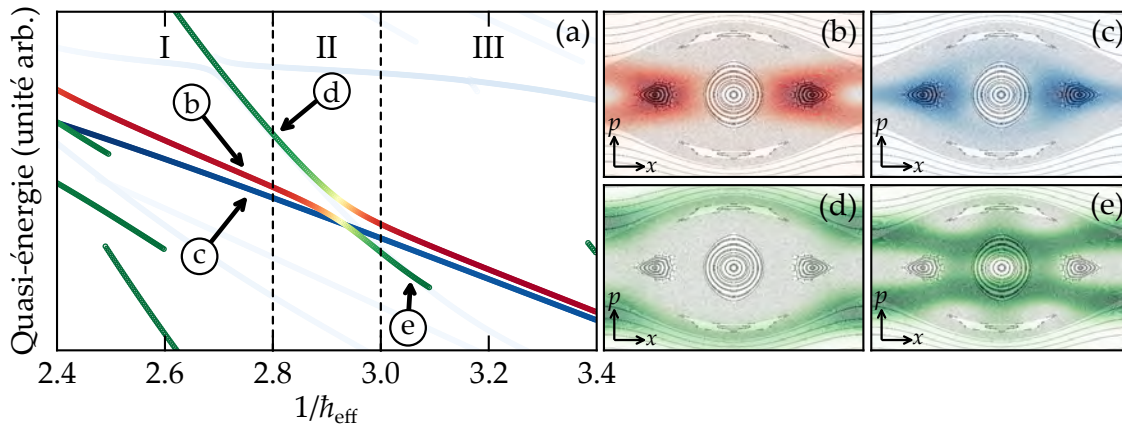 Quasi-énergie (unité arb.)
I
II
III
(a)
b
d
c
e
2.4
2.6
2.8
3.0
3.2
3.4
1/ħeff
(b)
p
x
(c)
p
x
(d)
p
x
(e)
p
x